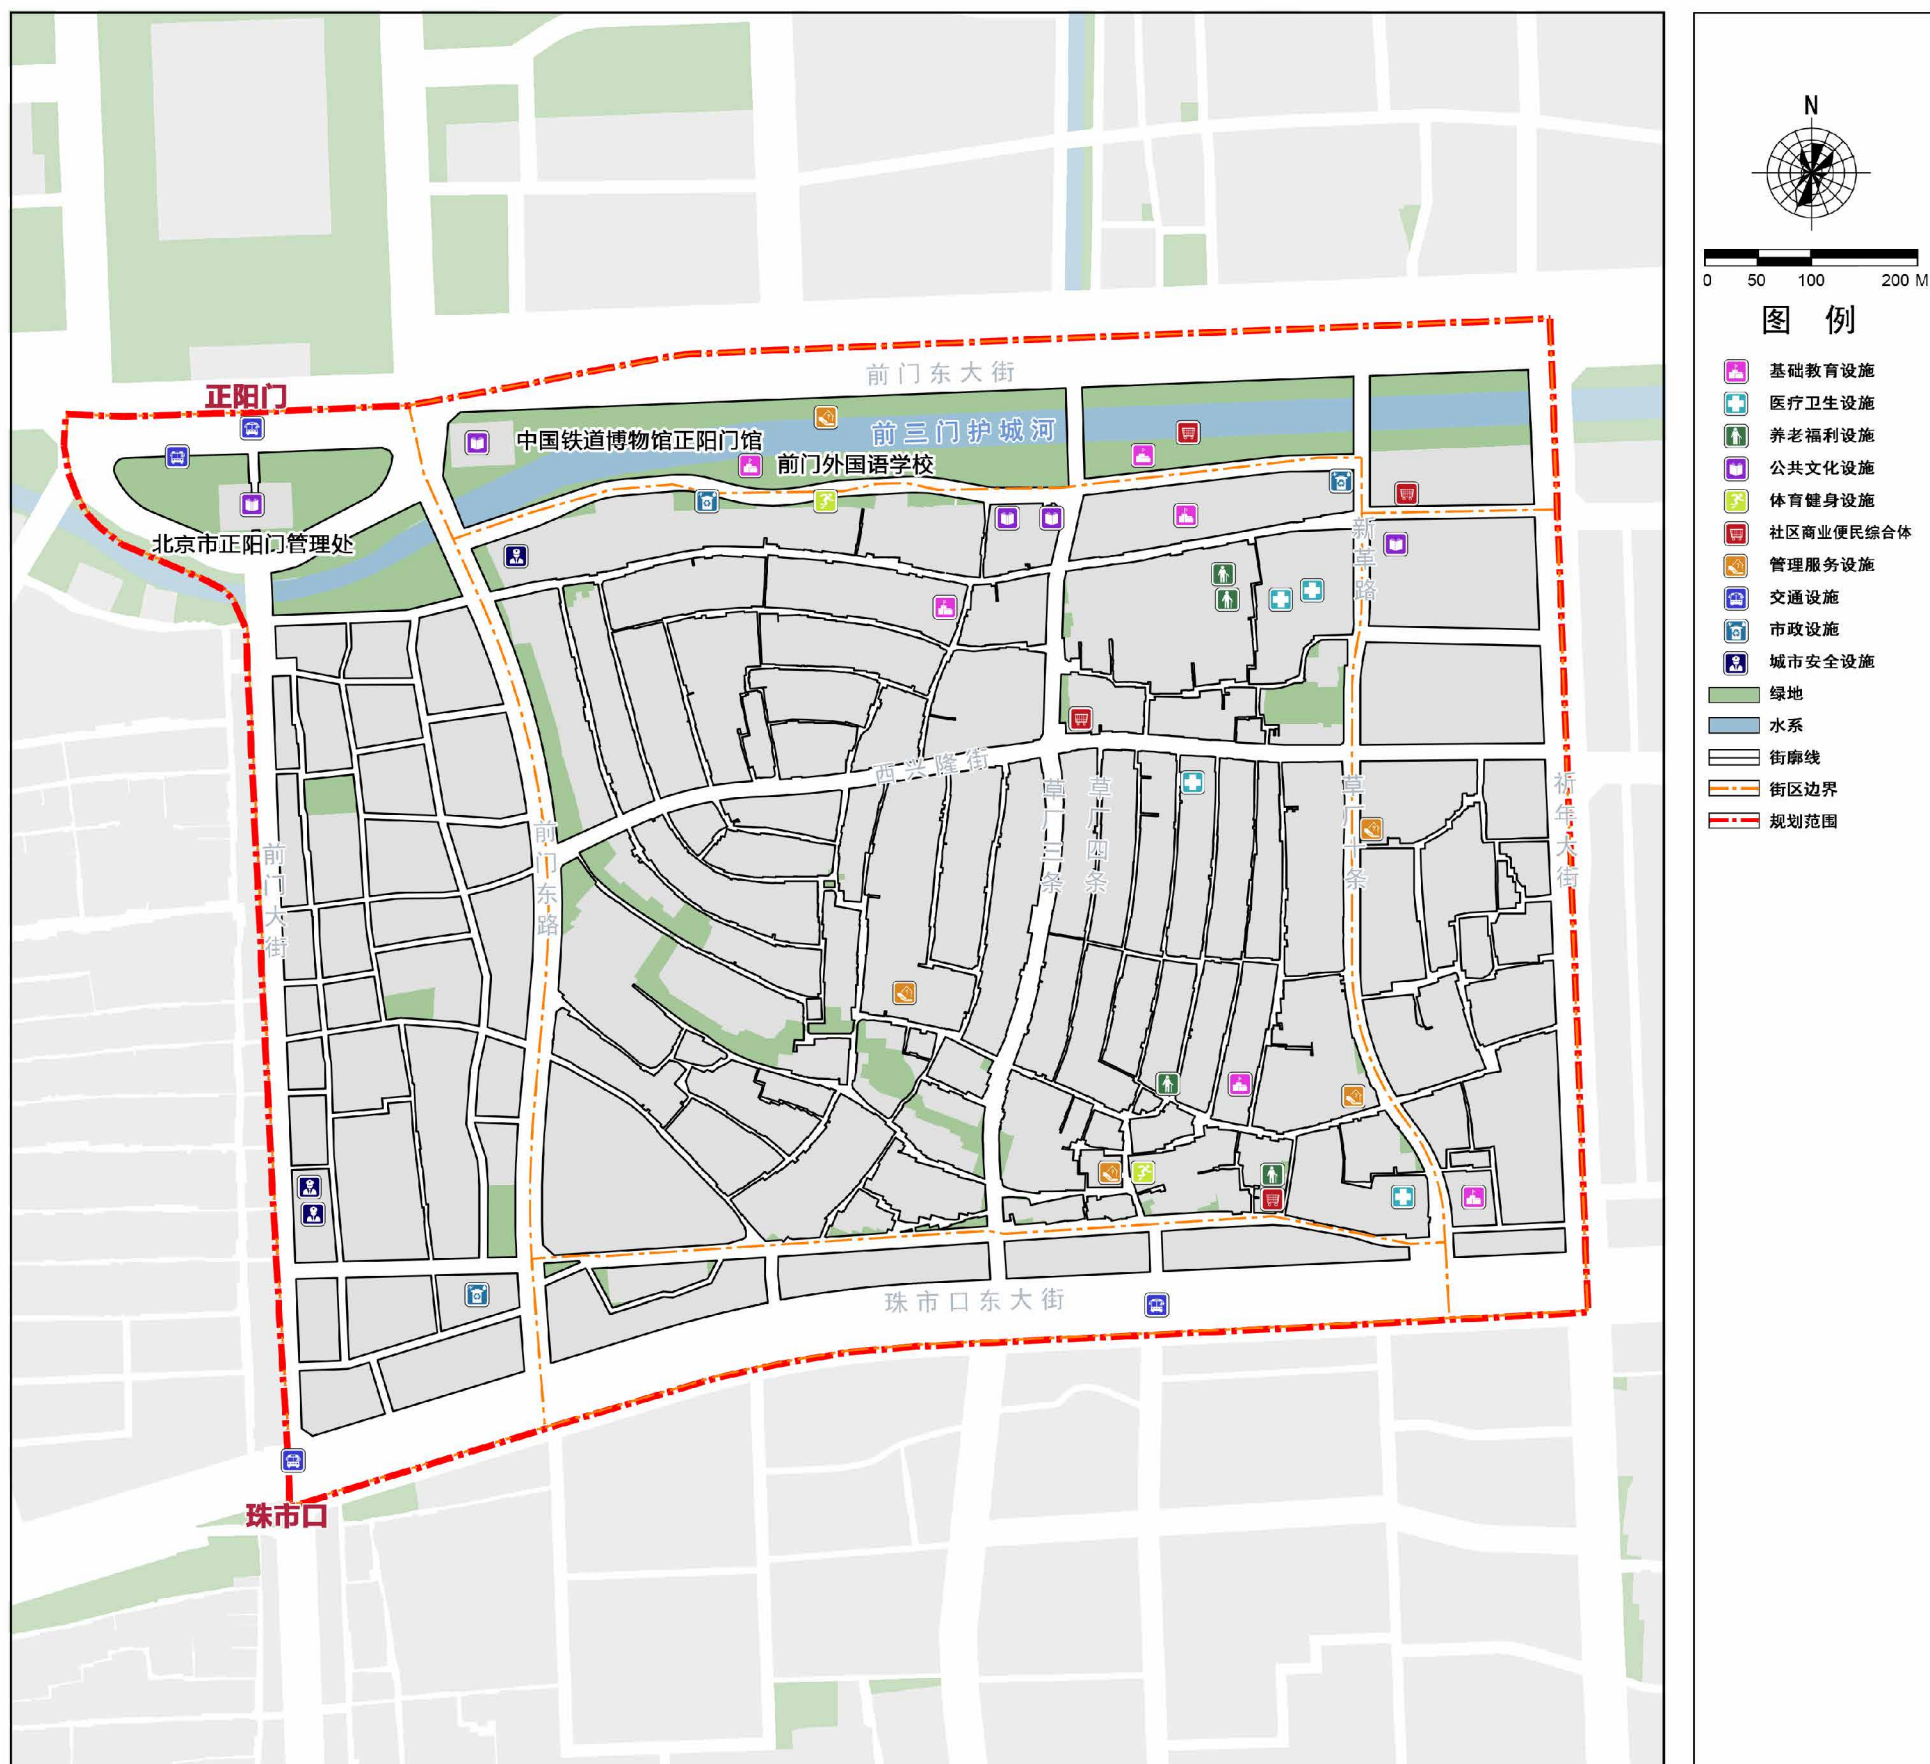 N
0 50 100 200 M
图 例
基础教育设施
医疗卫生设施
养老福利设施
公共文化设施
体育健身设施
社区商业便民综合体
管理服务设施
交通设施
市政设施
城市安全设施
绿地
水系
街廓线
街区边界
规划范围
前门东大街
正阳门
前三门护城河
中国铁道博物馆正阳门馆
前门外国语学校
北京市正阳门管理处
新革路
西兴隆街
草厂三条
草厂四条
草厂十条
祈年大街
前门东路
前门大街
珠市口东大街
珠市口